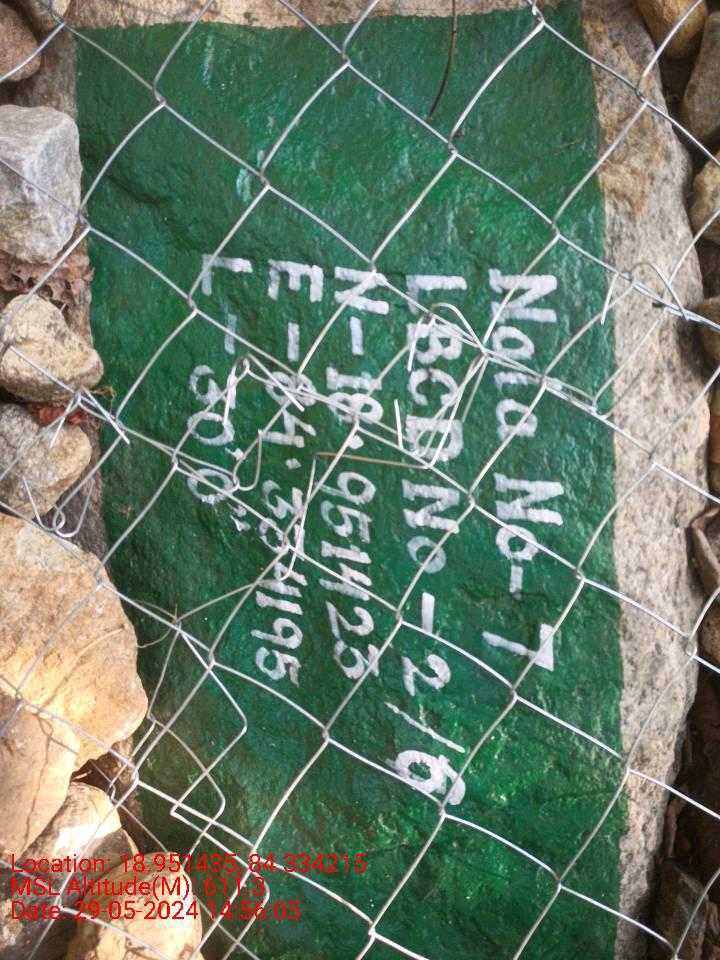 Nala No-7
LBCD No-2/6
N-18.951423
E-84.334195
L-30.0"
Location: 18.951435, 84.334215
MSL Altitude(M): 611.3
Date: 29-05-2024 14:56:05